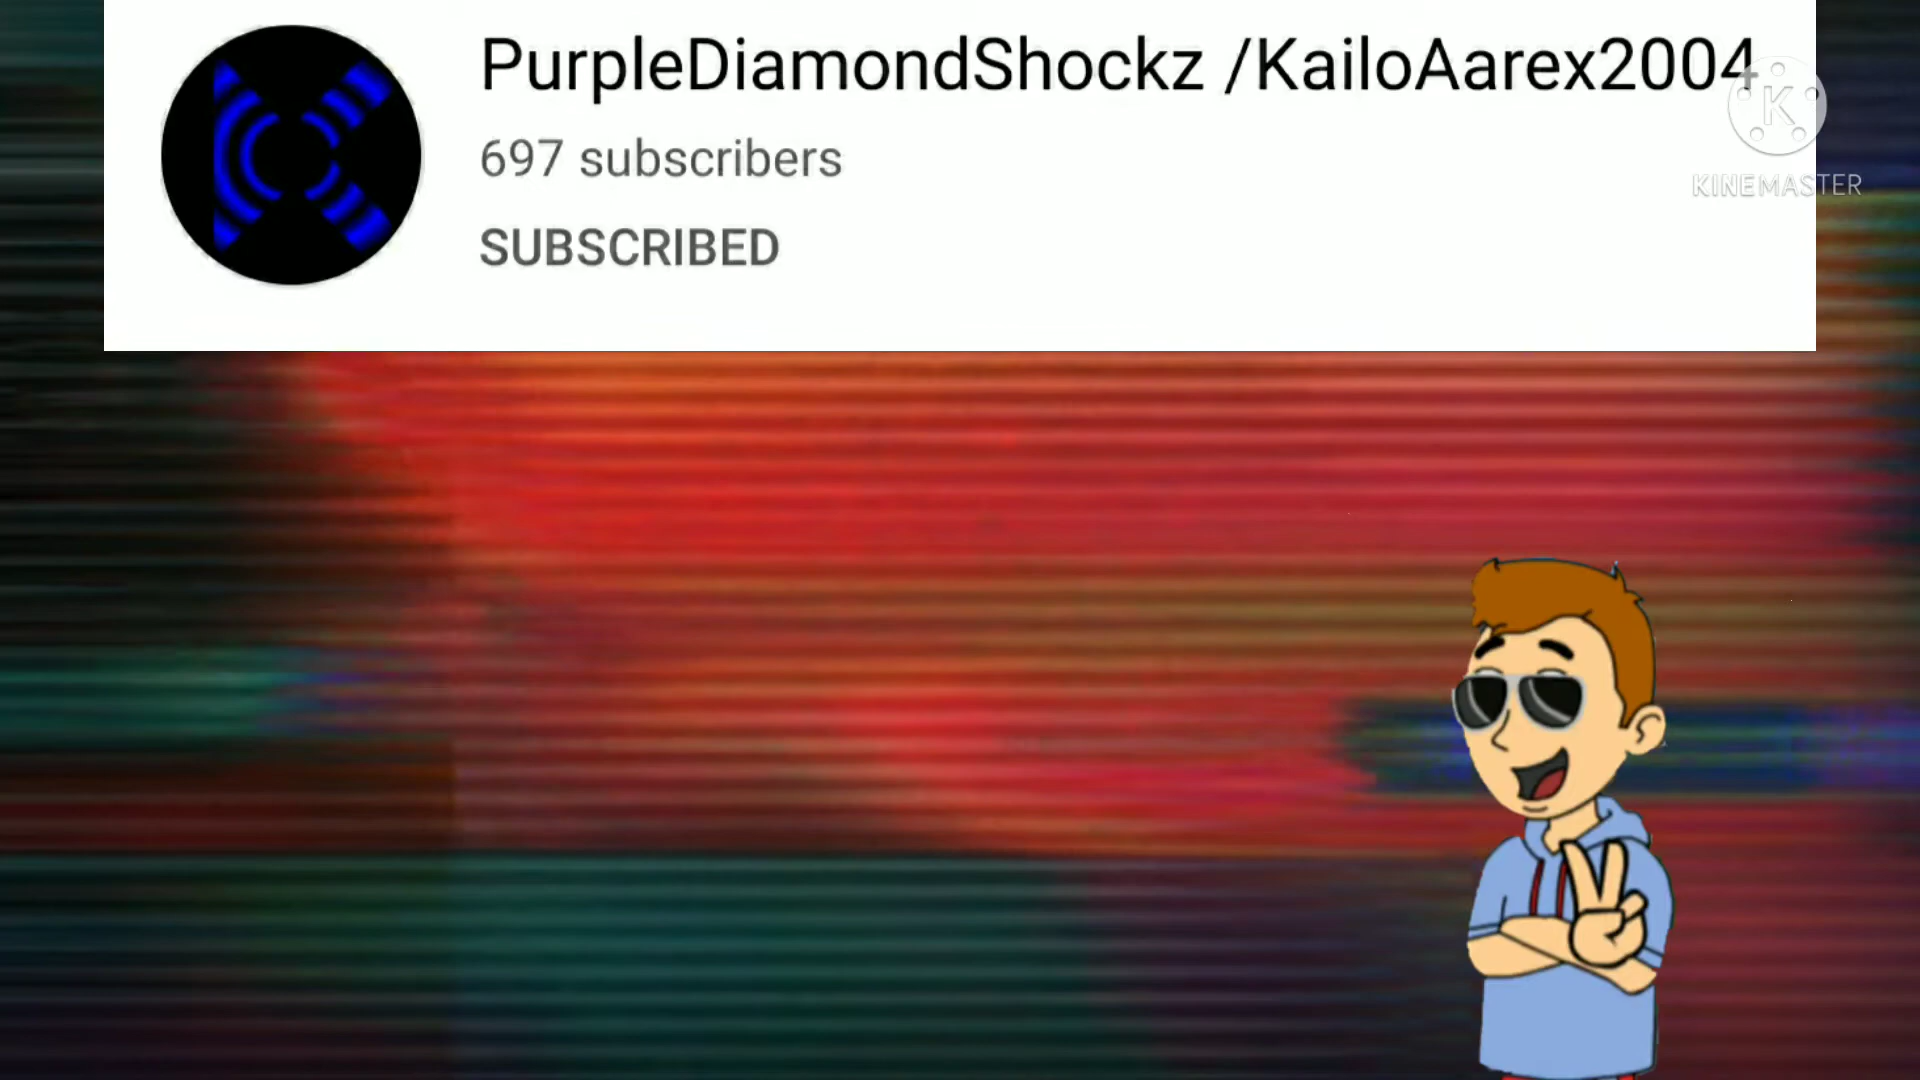 PurpleDiamondShockz /KailoAarex2004
697 subscribers
SUBSCRIBED
K
KINEMASTER